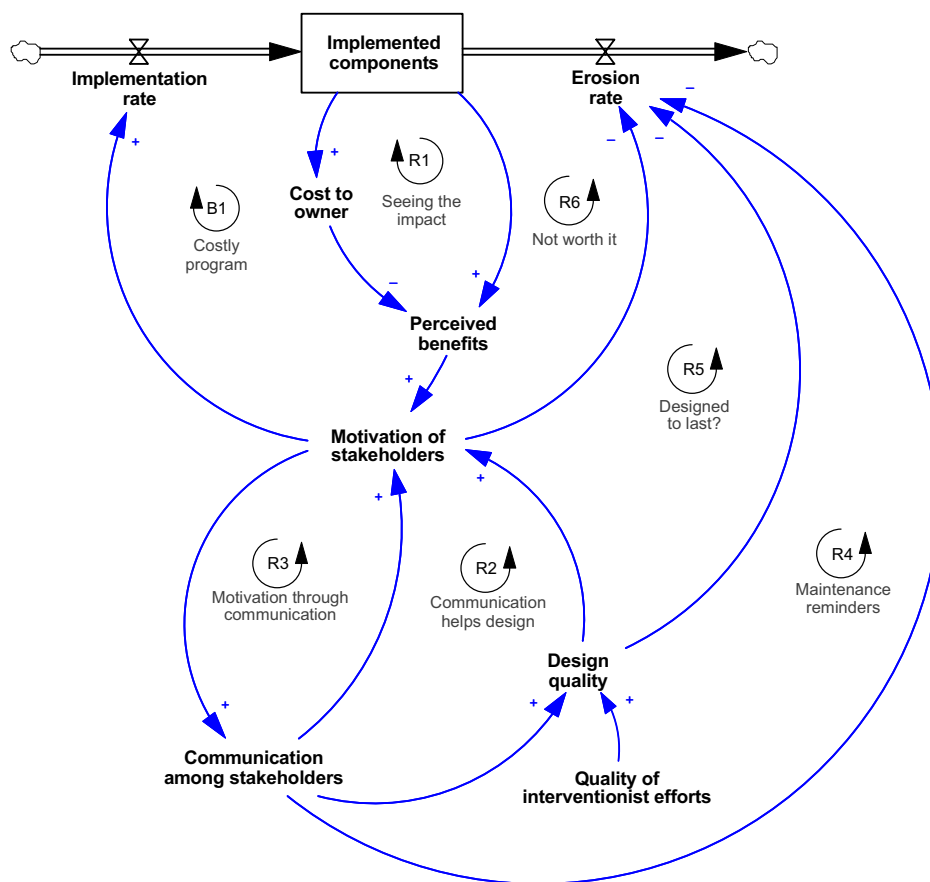 Implemented
components
Implementation
rate
Erosion
rate
−
+
−
−
+
R1
Seeing the
impact
Cost to
owner
B1
Costly
program
R6
Not worth it
+
−
Perceived
benefits
R5
Designed
to last?
+
Motivation of
stakeholders
+
+
R3
Motivation through
communication
R2
Communication
helps design
R4
Maintenance
reminders
Design
quality
+
+
+
Communication
among stakeholders
Quality of
interventionist efforts